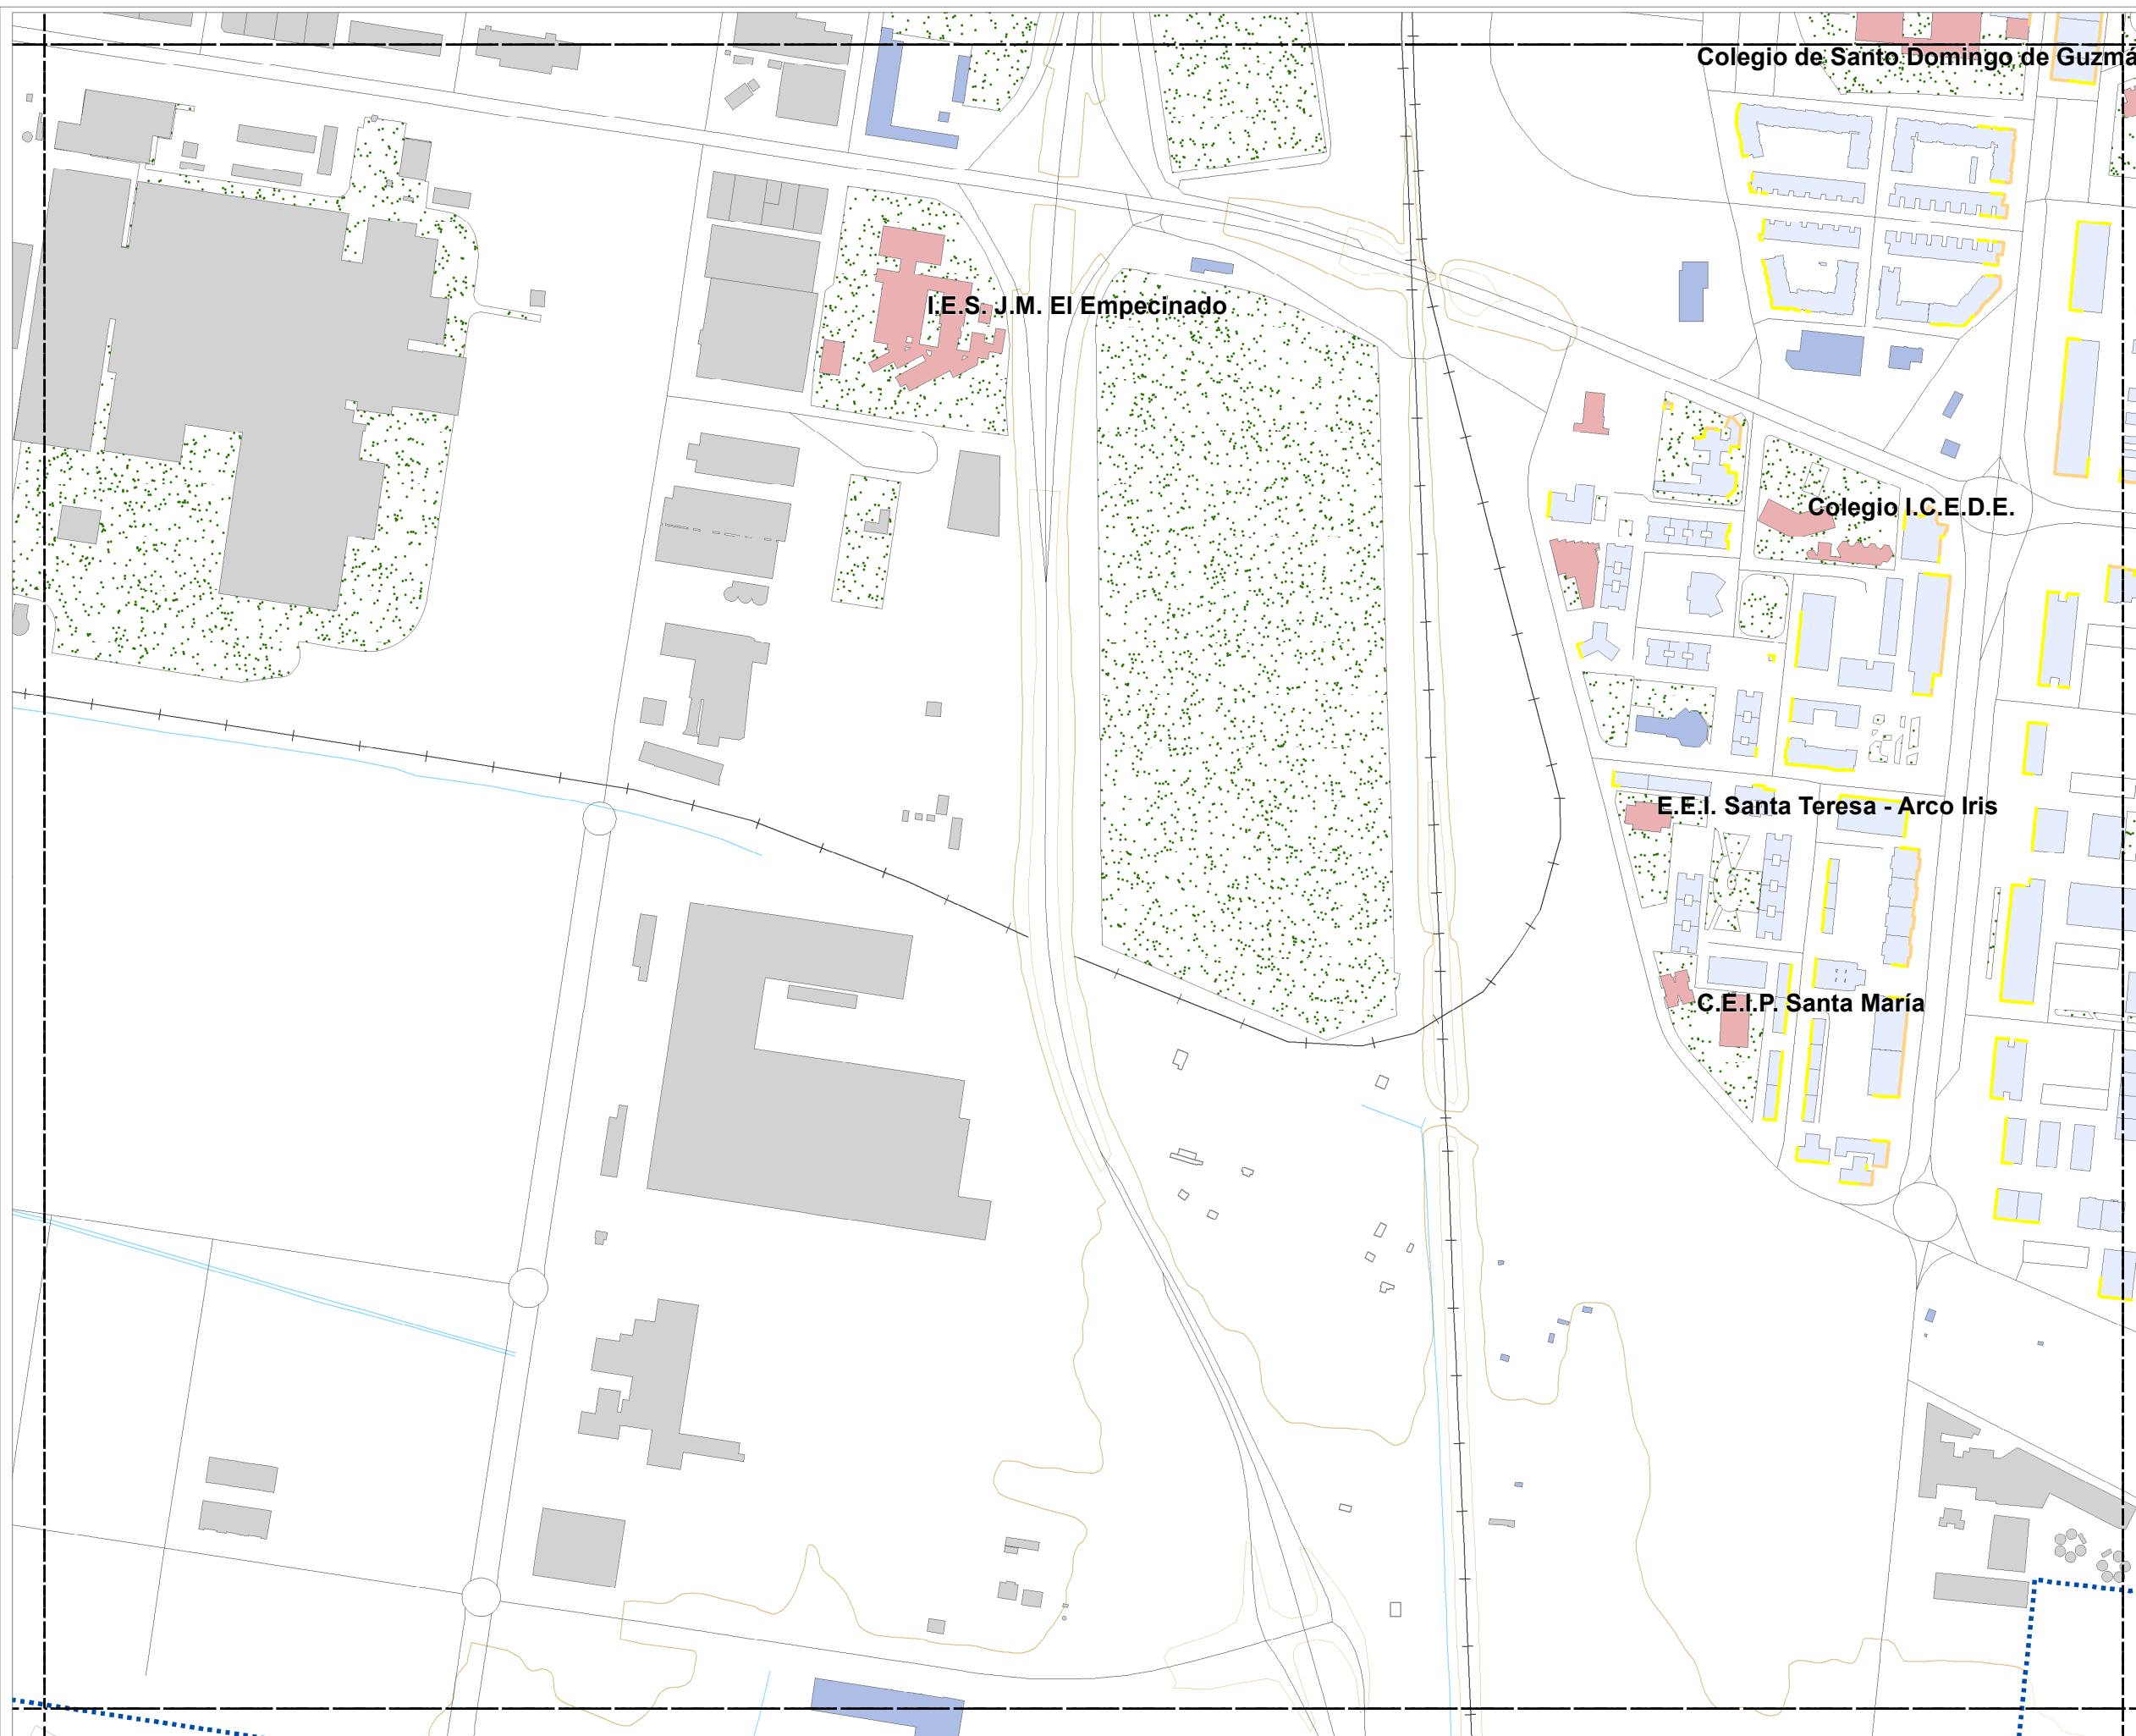 Colegio de Santo Domingo de Guzmá
I.E.S. J.M. El Empecinado
Colegio I.C.E.D.E.
E.E.I. Santa Teresa - Arco Iris
C.E.I.P. Santa María